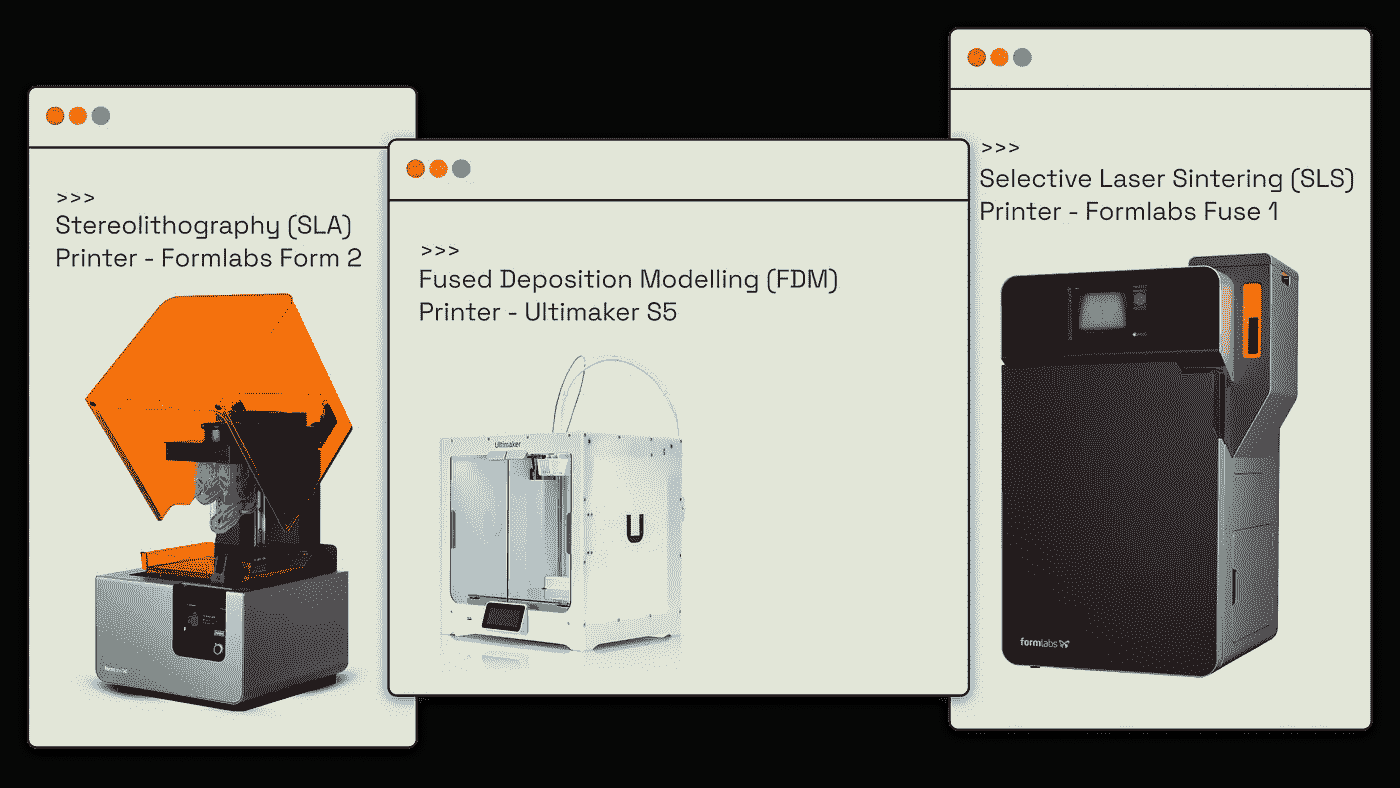 >>>
Stereolithography (SLA)
Printer - Formlabs Form 2
>>>
Fused Deposition Modelling (FDM)
Printer - Ultimaker S5
Ultimaker
U
>>>
Selective Laser Sintering (SLS)
Printer - Formlabs Fuse 1
formlabs